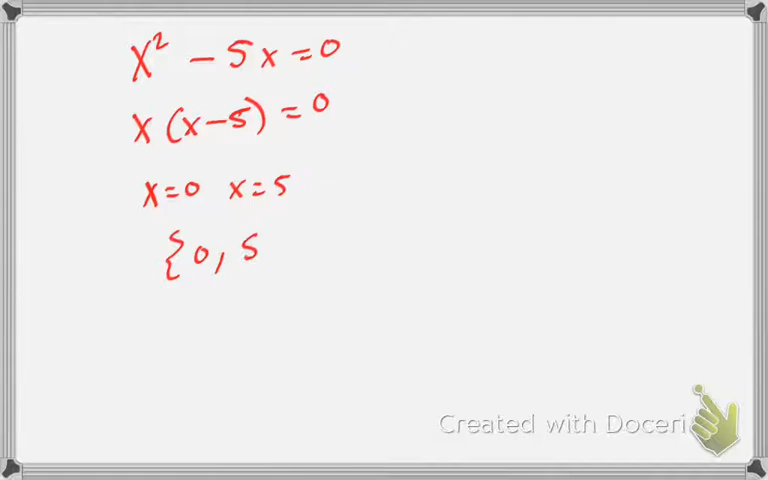 x² - 5x = 0
x(x-5) = 0
x=0 x=5
{0, 5
Created with Doceri